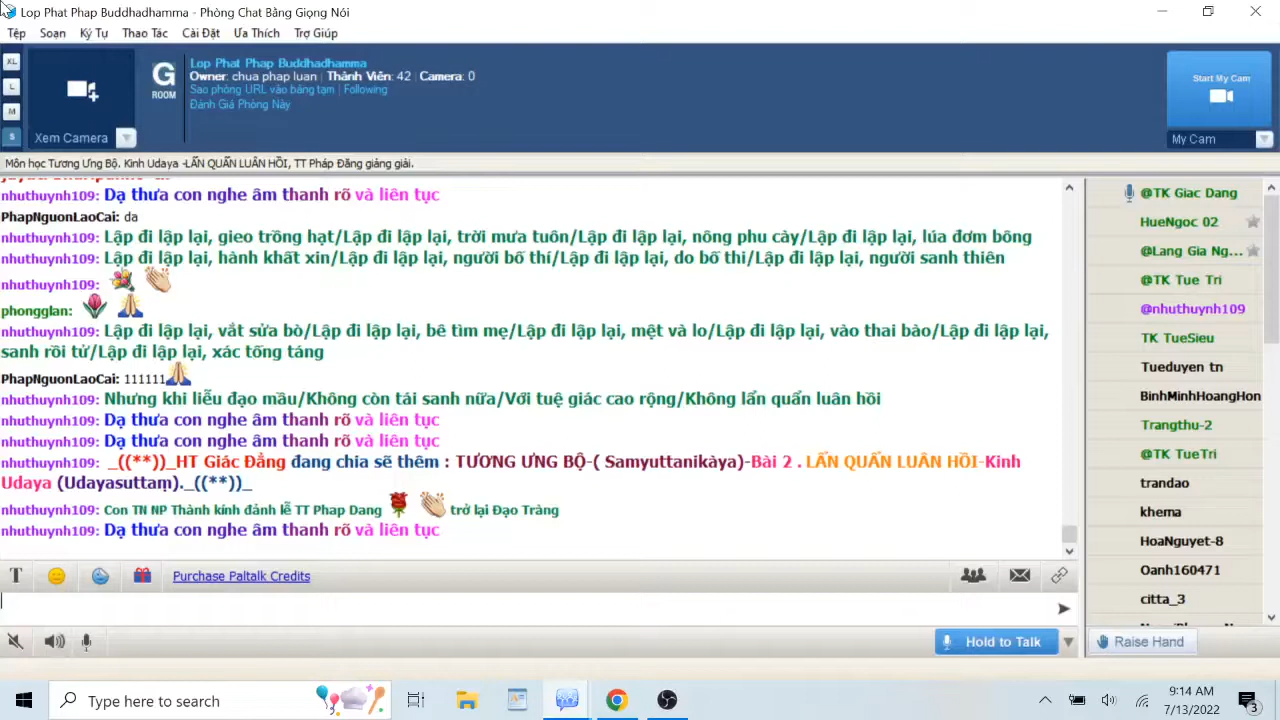 Lop Phat Phap Buddhadhamma - Phòng Chat Bằng Giọng Nói
Tệp Soạn Ký Tự Thao Tác Cài Đặt Ưa Thích Trợ Giúp
XL
L
M
S
Xem Camera
G
ROOM
Lop Phat Phap Buddhadhamma
Owner: chua phap luan | Thành Viên: 42 | Camera: 0
Sao phòng URL vào bảng tạm | Following
Đánh Giá Phòng Này
Start My Cam
My Cam
Môn học Tương Ưng Bộ. Kinh Udaya -LẨN QUẨN LUÂN HỒI, TT Pháp Đăng giảng giải.
nhuthuynh109: Dạ thưa con nghe âm thanh rõ và liên tục
PhapNguonLaoCai: da
nhuthuynh109: Lập đi lập lại, gieo trồng hạt/Lập đi lập lại, trời mưa tuôn/Lập đi lập lại, nông phu cày/Lập đi lập lại, lúa đơm bông
nhuthuynh109: Lập đi lập lại, hành khất xin/Lập đi lập lại, người bố thí/Lập đi lập lại, do bố thí/Lập đi lập lại, người sanh thiên
nhuthuynh109:
phongglan:
nhuthuynh109: Lập đi lập lại, vắt sửa bò/Lập đi lập lại, bê tìm mẹ/Lập đi lập lại, mệt và lo/Lập đi lập lại, vào thai bào/Lập đi lập lại,
sanh rồi tử/Lập đi lập lại, xác tống táng
PhapNguonLaoCai: 111111
nhuthuynh109: Nhưng khi liễu đạo mầu/Không còn tái sanh nữa/Với tuệ giác cao rộng/Không lẩn quẩn luân hồi
nhuthuynh109: Dạ thưa con nghe âm thanh rõ và liên tục
nhuthuynh109: Dạ thưa con nghe âm thanh rõ và liên tục
nhuthuynh109: _((**))_HT Giác Đẳng đang chia sẽ thêm : TƯƠNG ƯNG BỘ-( Samyuttanikàya)-Bài 2 . LẨN QUẨN LUÂN HỒI-Kinh
Udaya (Udayasuttaṃ)._((**))_
nhuthuynh109: Con TN NP Thành kính đảnh lễ TT Phap Dang trở lại Đạo Tràng
nhuthuynh109: Dạ thưa con nghe âm thanh rõ và liên tục
@TK Giac Dang
HueNgoc 02
@Lang Gia Ng...
@TK Tue Tri
@nhuthuynh109
TK TueSieu
Tueduyen tn
BinhMinhHoangHon
Trangthu-2
@TK TueTri
trandao
khema
HoaNguyet-8
Oanh160471
citta_3
T Purchase Paltalk Credits
Hold to Talk
Raise Hand
Type here to search
9:14 AM
7/13/2022
3